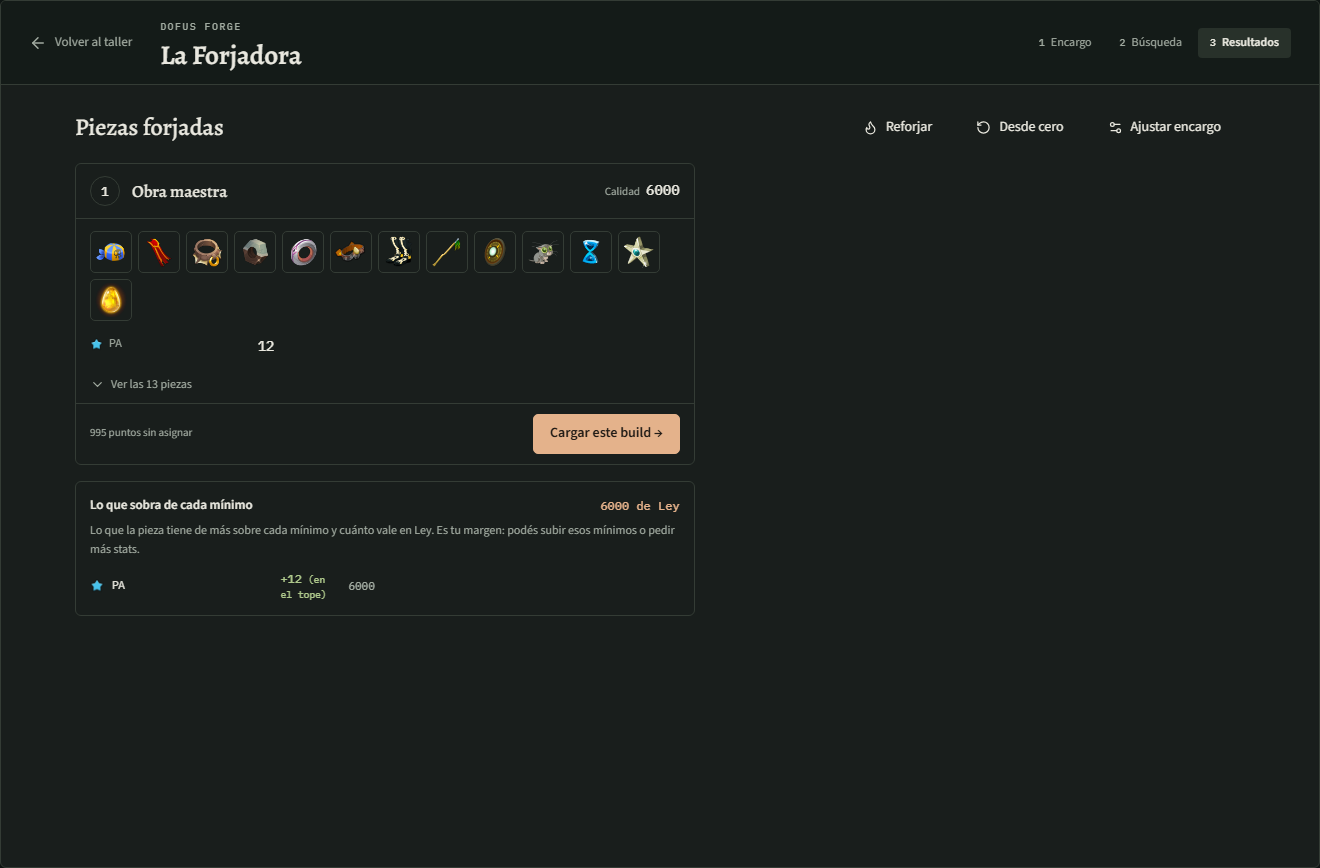 Volver al taller
DOFUS FORGE
La Forjadora
1 Encargo
2 Búsqueda
3 Resultados
Piezas forjadas
Reforjar
Desde cero
Ajustar encargo
1
Obra maestra
Calidad 6000
PA
12
Ver las 13 piezas
995 puntos sin asignar
Cargar este build →
Lo que sobra de cada mínimo
6000 de Ley
Lo que la pieza tiene de más sobre cada mínimo y cuánto vale en Ley. Es tu margen: podés subir esos mínimos o pedir
más stats.
PA
+12 (en
el tope)
6000